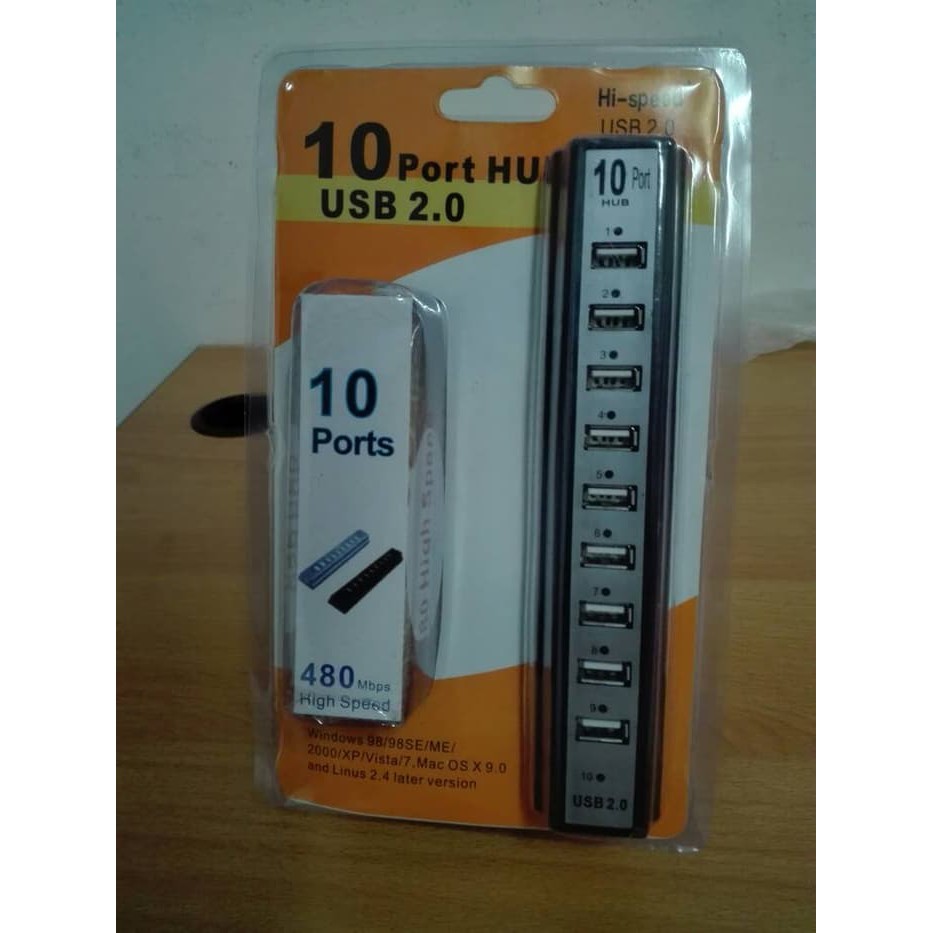 Hi-speed
USB 2.0
10 Port HU
USB 2.0
10 Port
HUB
1
2
3
4
5
6
7
8
9
10
USB 2.0
10
Ports
480 Mbps
High Speed
Windows 98/98SE/ME/
2000/XP/Vista/7,Mac OS X 9.0
and Linus 2.4 later version